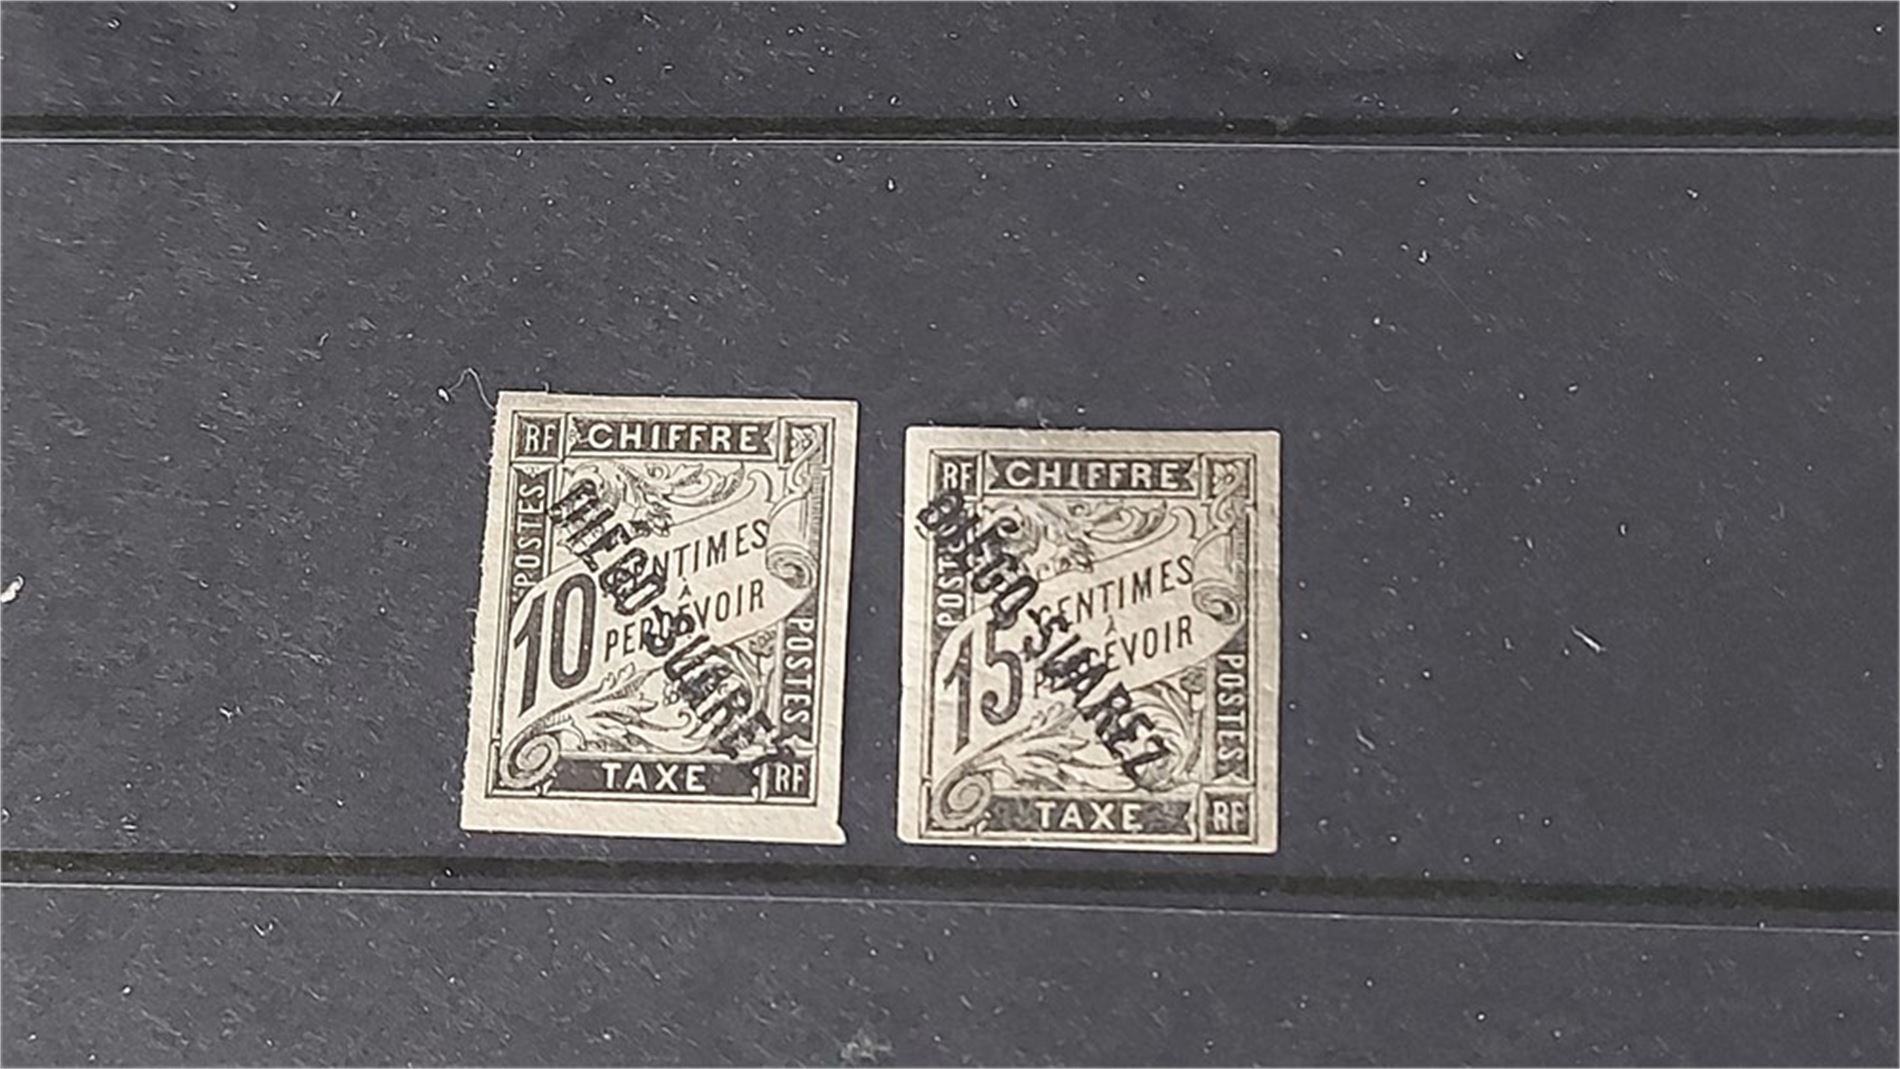 RF CHIFFRE
POSTES
10 CENTIMES
À
PERCEVOIR
POSTES
TAXE RF
DIEGO-SUAREZ
RF CHIFFRE
POSTES
15 CENTIMES
À
PERCEVOIR
POSTES
TAXE RF
DIEGO-SUAREZ